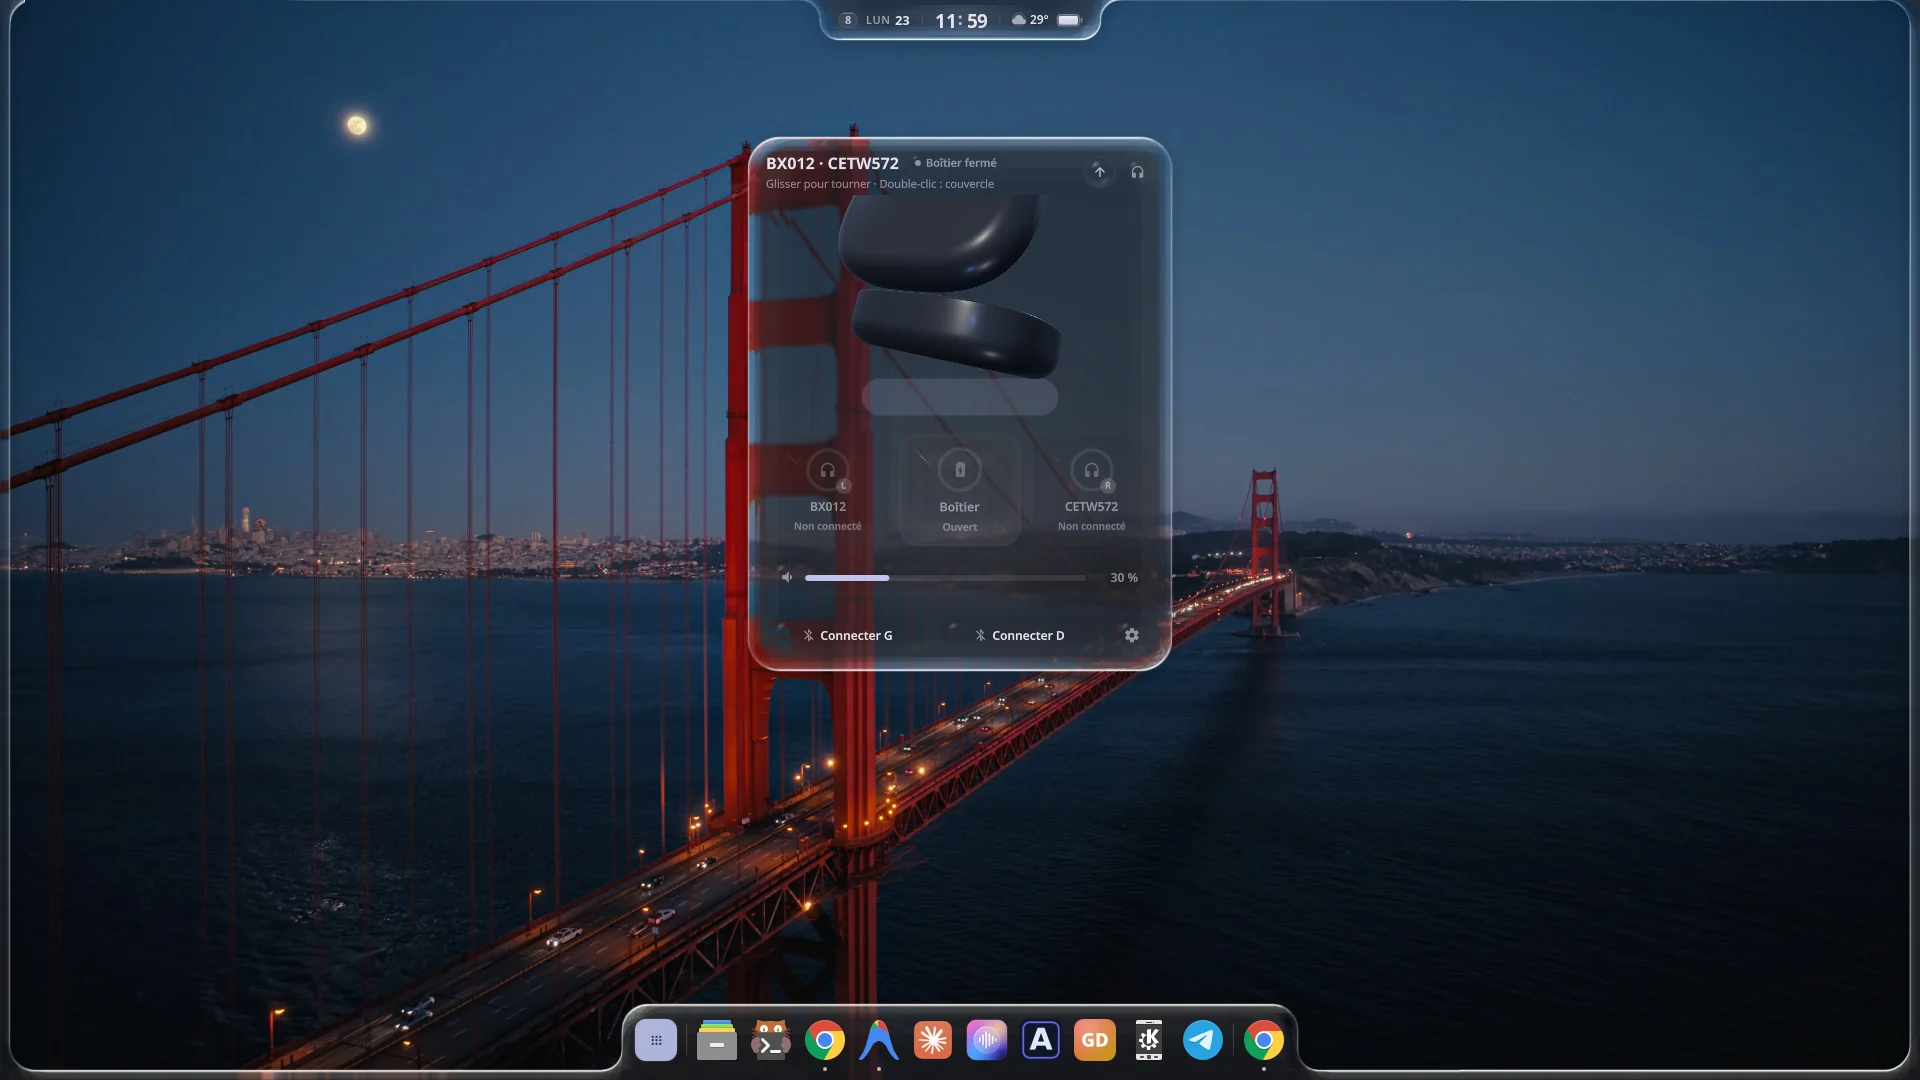 8 LUN 23 11:59 29°
BX012 · CETW572 Boîtier fermé
Glisser pour tourner · Double-clic : couvercle
L R
BX012 Boîtier CETW572
Non connecté Ouvert Non connecté
30 %
Connecter G Connecter D
A GD K